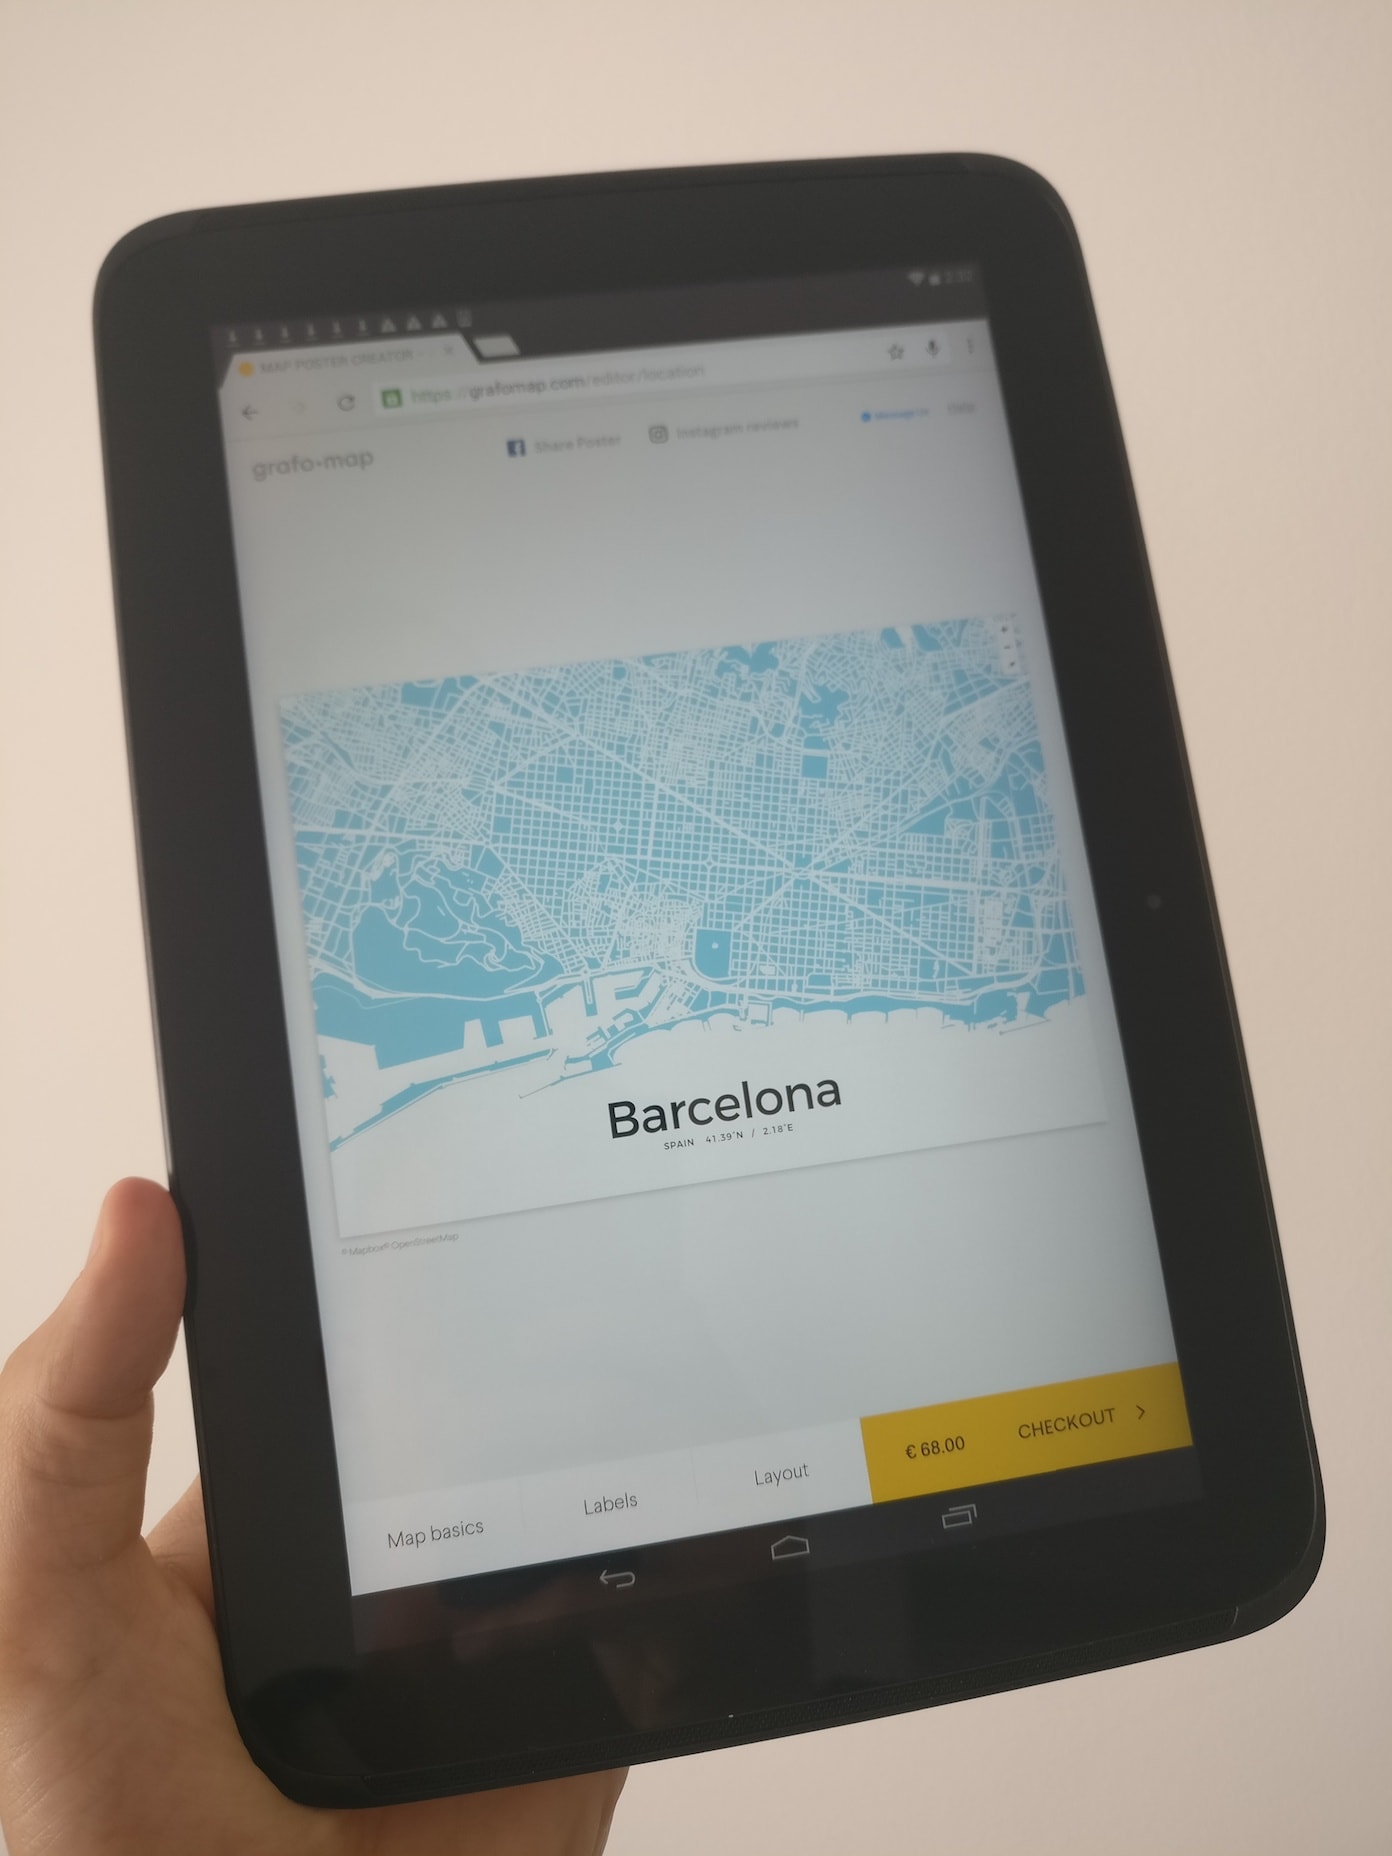 MAP POSTER CREATOR
https://grafomap.com/editor/location
grafo-map
Share Poster
Instagram reviews
Message Us
Help
Barcelona
SPAIN 41.39°N / 2.18°E
© Mapbox © OpenStreetMap
Map basics
Labels
Layout
€ 68.00
CHECKOUT